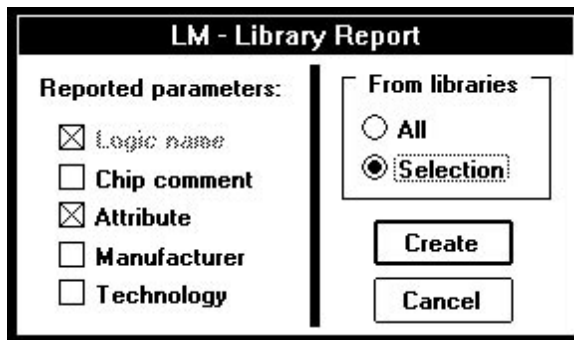 LM - Library Report
Reported parameters:
Logic name
Chip comment
Attribute
Manufacturer
Technology
From libraries
All
Selection
Create
Cancel